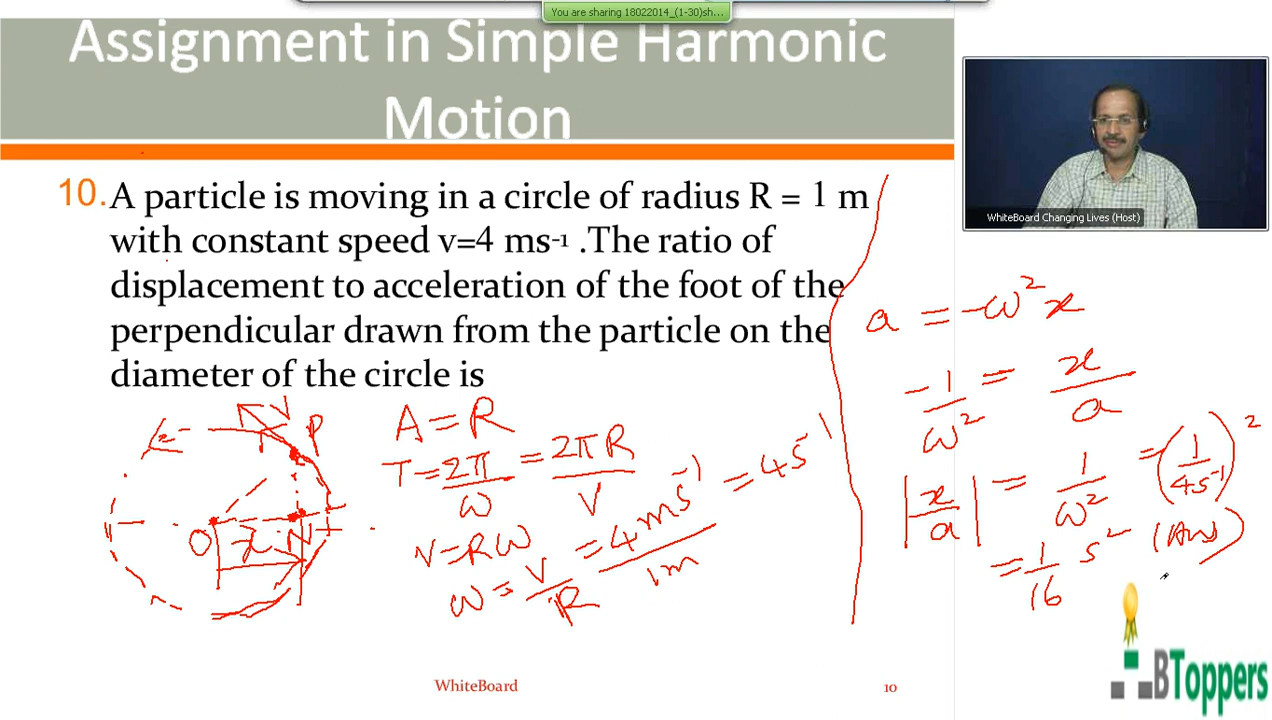 You are sharing 18022014_(1-30)sh...
Assignment in Simple Harmonic
Motion
10. A particle is moving in a circle of radius R = 1 m
with constant speed v=4 ms-1 .The ratio of
displacement to acceleration of the foot of the
perpendicular drawn from the particle on the
diameter of the circle is
V
P
O
x
N
A = R
T = 2π/ω = 2πR/V
V = Rω
ω = V/R = 4ms⁻¹/1m = 4s⁻¹
WhiteBoard Changing Lives (Host)
a = -ω²x
-1/ω² = x/a
|x/a| = 1/ω² = (1/4s⁻¹)²
= 1/16 s² (Ans)
BToppers
WhiteBoard
10